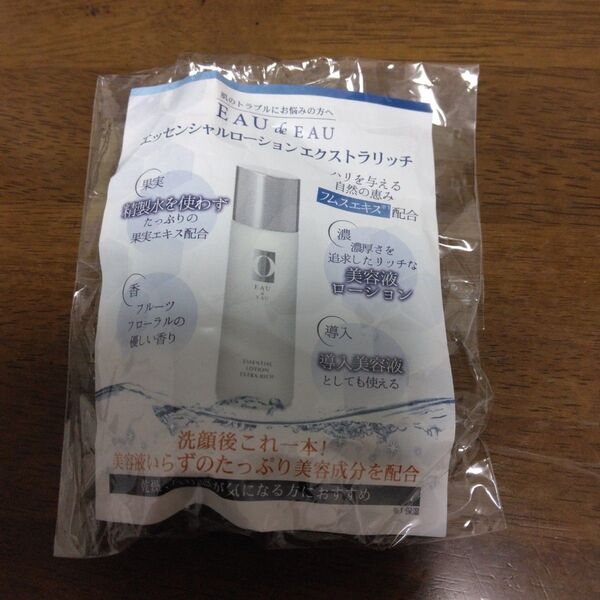 肌のトラブルにお悩みの方へ
EAU de EAU
エッセンシャルローションエクストラリッチ
果実
精製水を使わず
たっぷりの
果実エキス配合
ハリを与える
自然の恵み
フムスエキス※1配合
濃
濃厚さを
追求したリッチな
美容液
ローション
香
フルーツ
フローラルの
優しい香り
導入
導入美容液
としても使える
EAU
de
EAU
ESSENTIAL
LOTION
EXTRA RICH
洗顔後これ一本!
美容液いらずのたっぷり美容成分を配合
乾燥 が気になる方におすすめ
※1 保湿